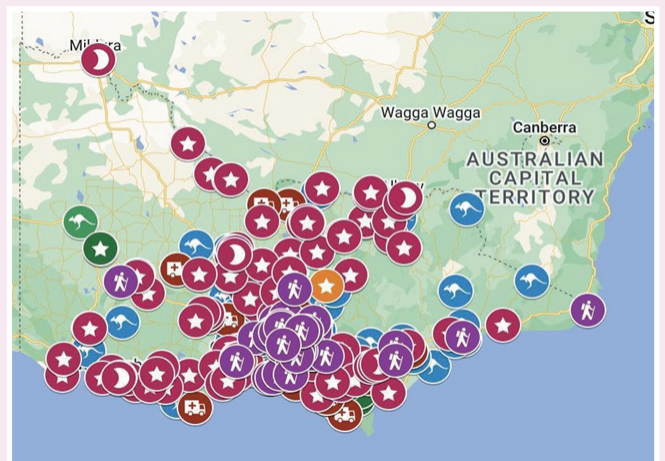 S
Wagga Wagga
Canberra
AUSTRALIAN
CAPITAL
TERRITORY